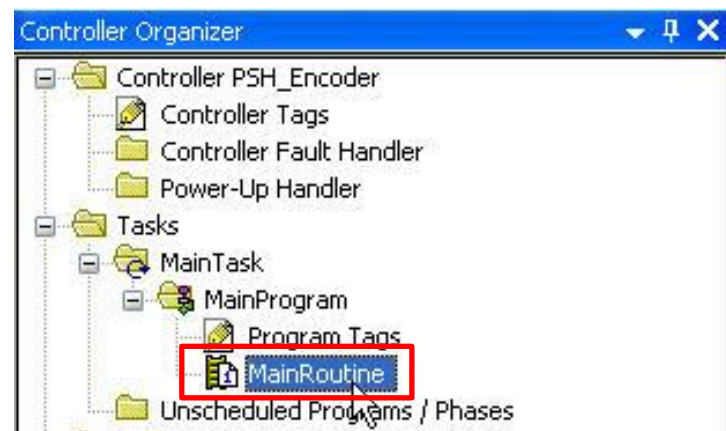 Controller Organizer
Controller PSH_Encoder
Controller Tags
Controller Fault Handler
Power-Up Handler
Tasks
MainTask
MainProgram
Program Tags
MainRoutine
Unscheduled Programs / Phases